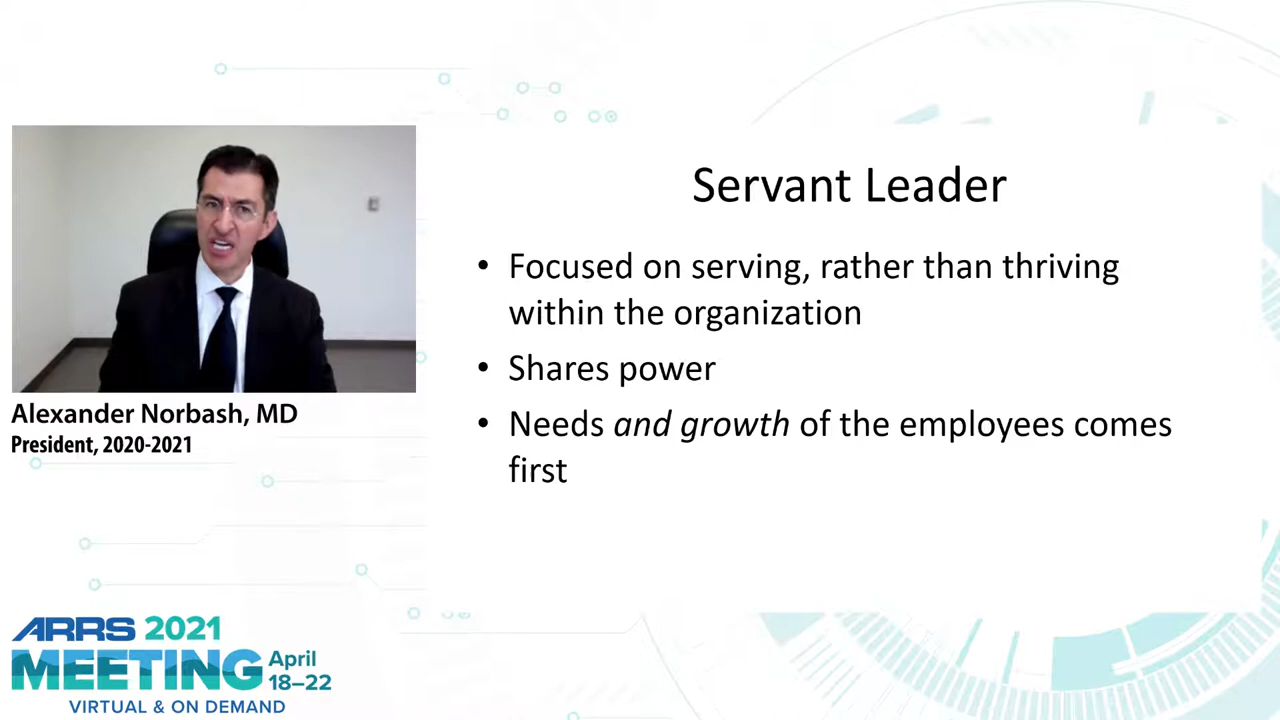 Servant Leader
• Focused on serving, rather than thriving
within the organization
• Shares power
• Needs and growth of the employees comes
first
Alexander Norbash, MD
President, 2020-2021
ARRS 2021
MEETING
April
18–22
VIRTUAL & ON DEMAND